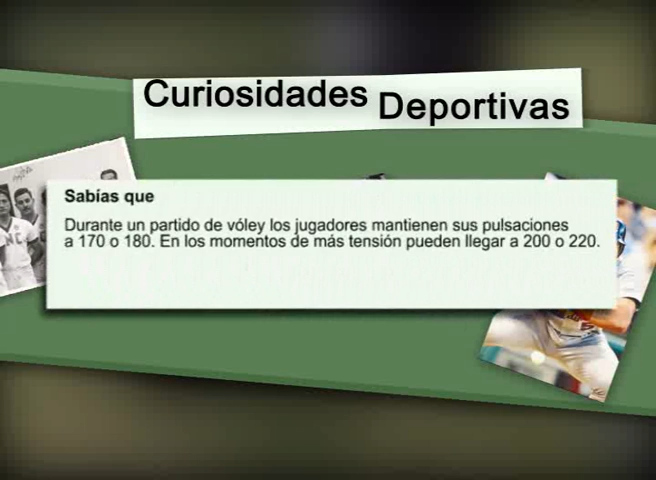 Curiosidades Deportivas
Sabías que
Durante un partido de vóley los jugadores mantienen sus pulsaciones
a 170 o 180. En los momentos de más tensión pueden llegar a 200 o 220.